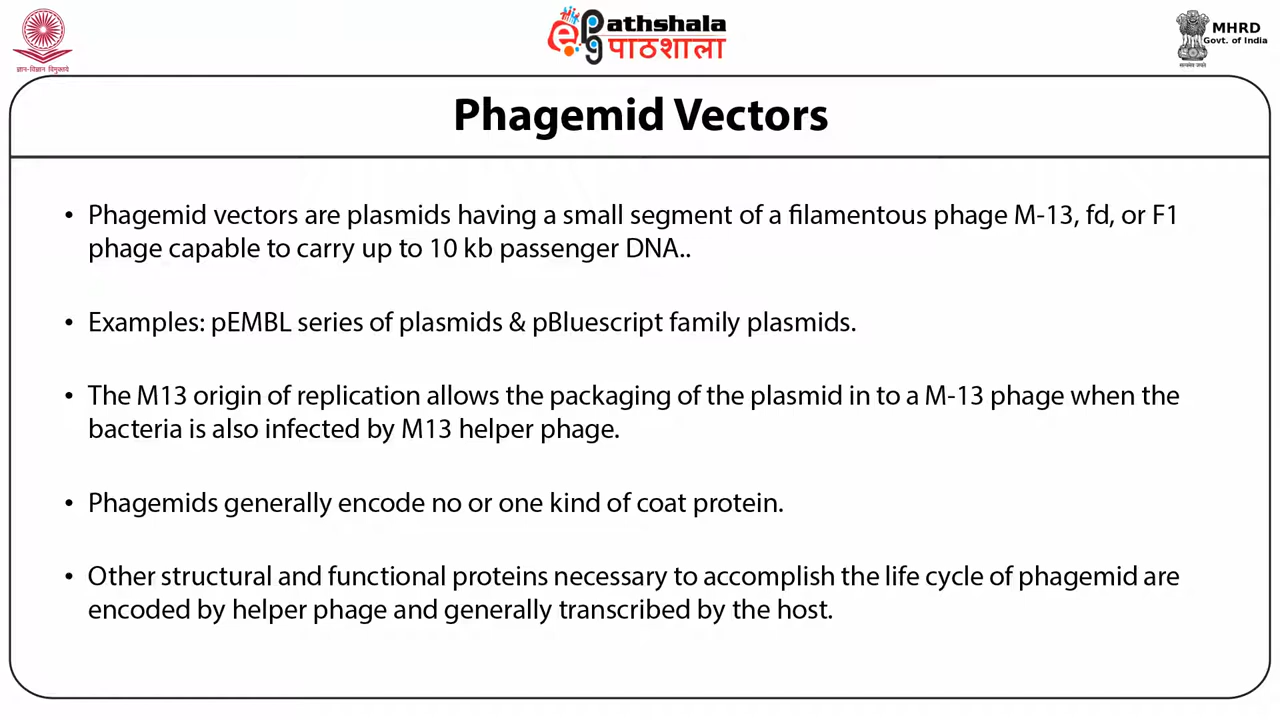 ज्ञान-विज्ञान विमुक्तये
ePg Pathshala
पाठशाला
MHRD
Govt. of India
सत्यमेव जयते
Phagemid Vectors
• Phagemid vectors are plasmids having a small segment of a filamentous phage M-13, fd, or F1
phage capable to carry up to 10 kb passenger DNA..
• Examples: pEMBL series of plasmids & pBluescript family plasmids.
• The M13 origin of replication allows the packaging of the plasmid in to a M-13 phage when the
bacteria is also infected by M13 helper phage.
• Phagemids generally encode no or one kind of coat protein.
• Other structural and functional proteins necessary to accomplish the life cycle of phagemid are
encoded by helper phage and generally transcribed by the host.